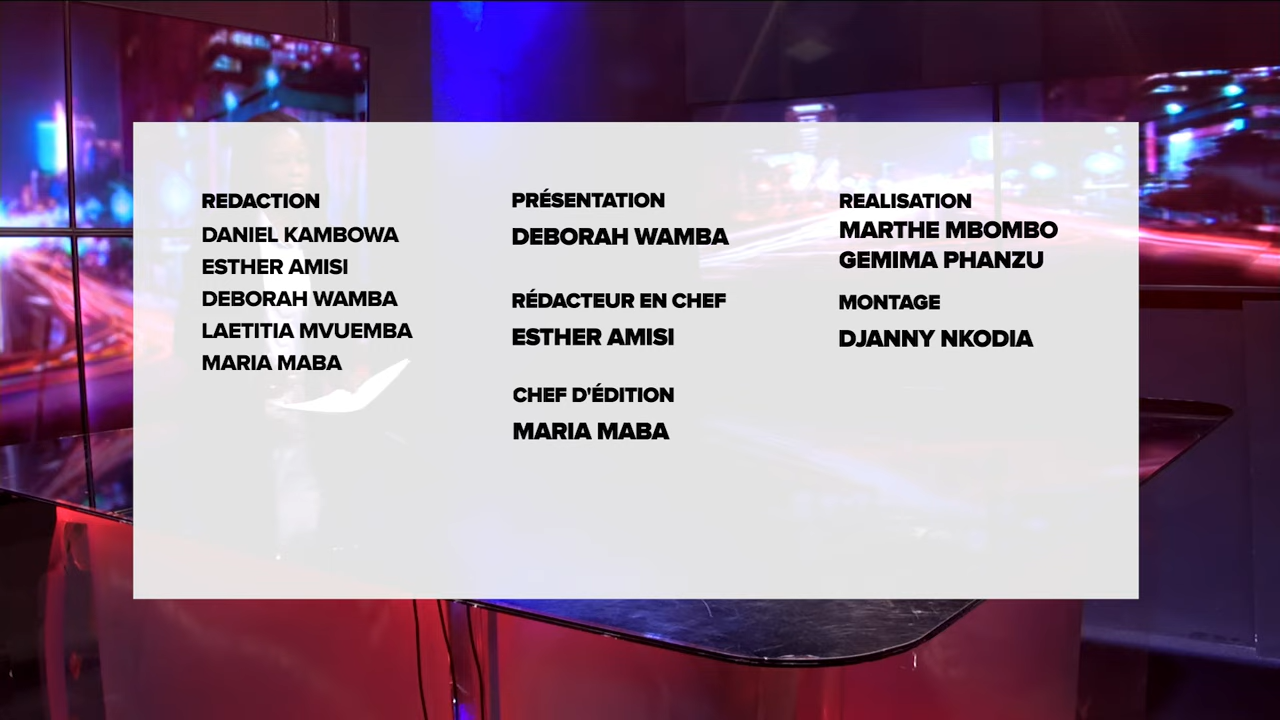 REDACTION
DANIEL KAMBOWA
ESTHER AMISI
DEBORAH WAMBA
LAETITIA MVUEMBA
MARIA MABA
PRÉSENTATION
DEBORAH WAMBA
RÉDACTEUR EN CHEF
ESTHER AMISI
CHEF D'ÉDITION
MARIA MABA
REALISATION
MARTHE MBOMBO
GEMIMA PHANZU
MONTAGE
DJANNY NKODIA